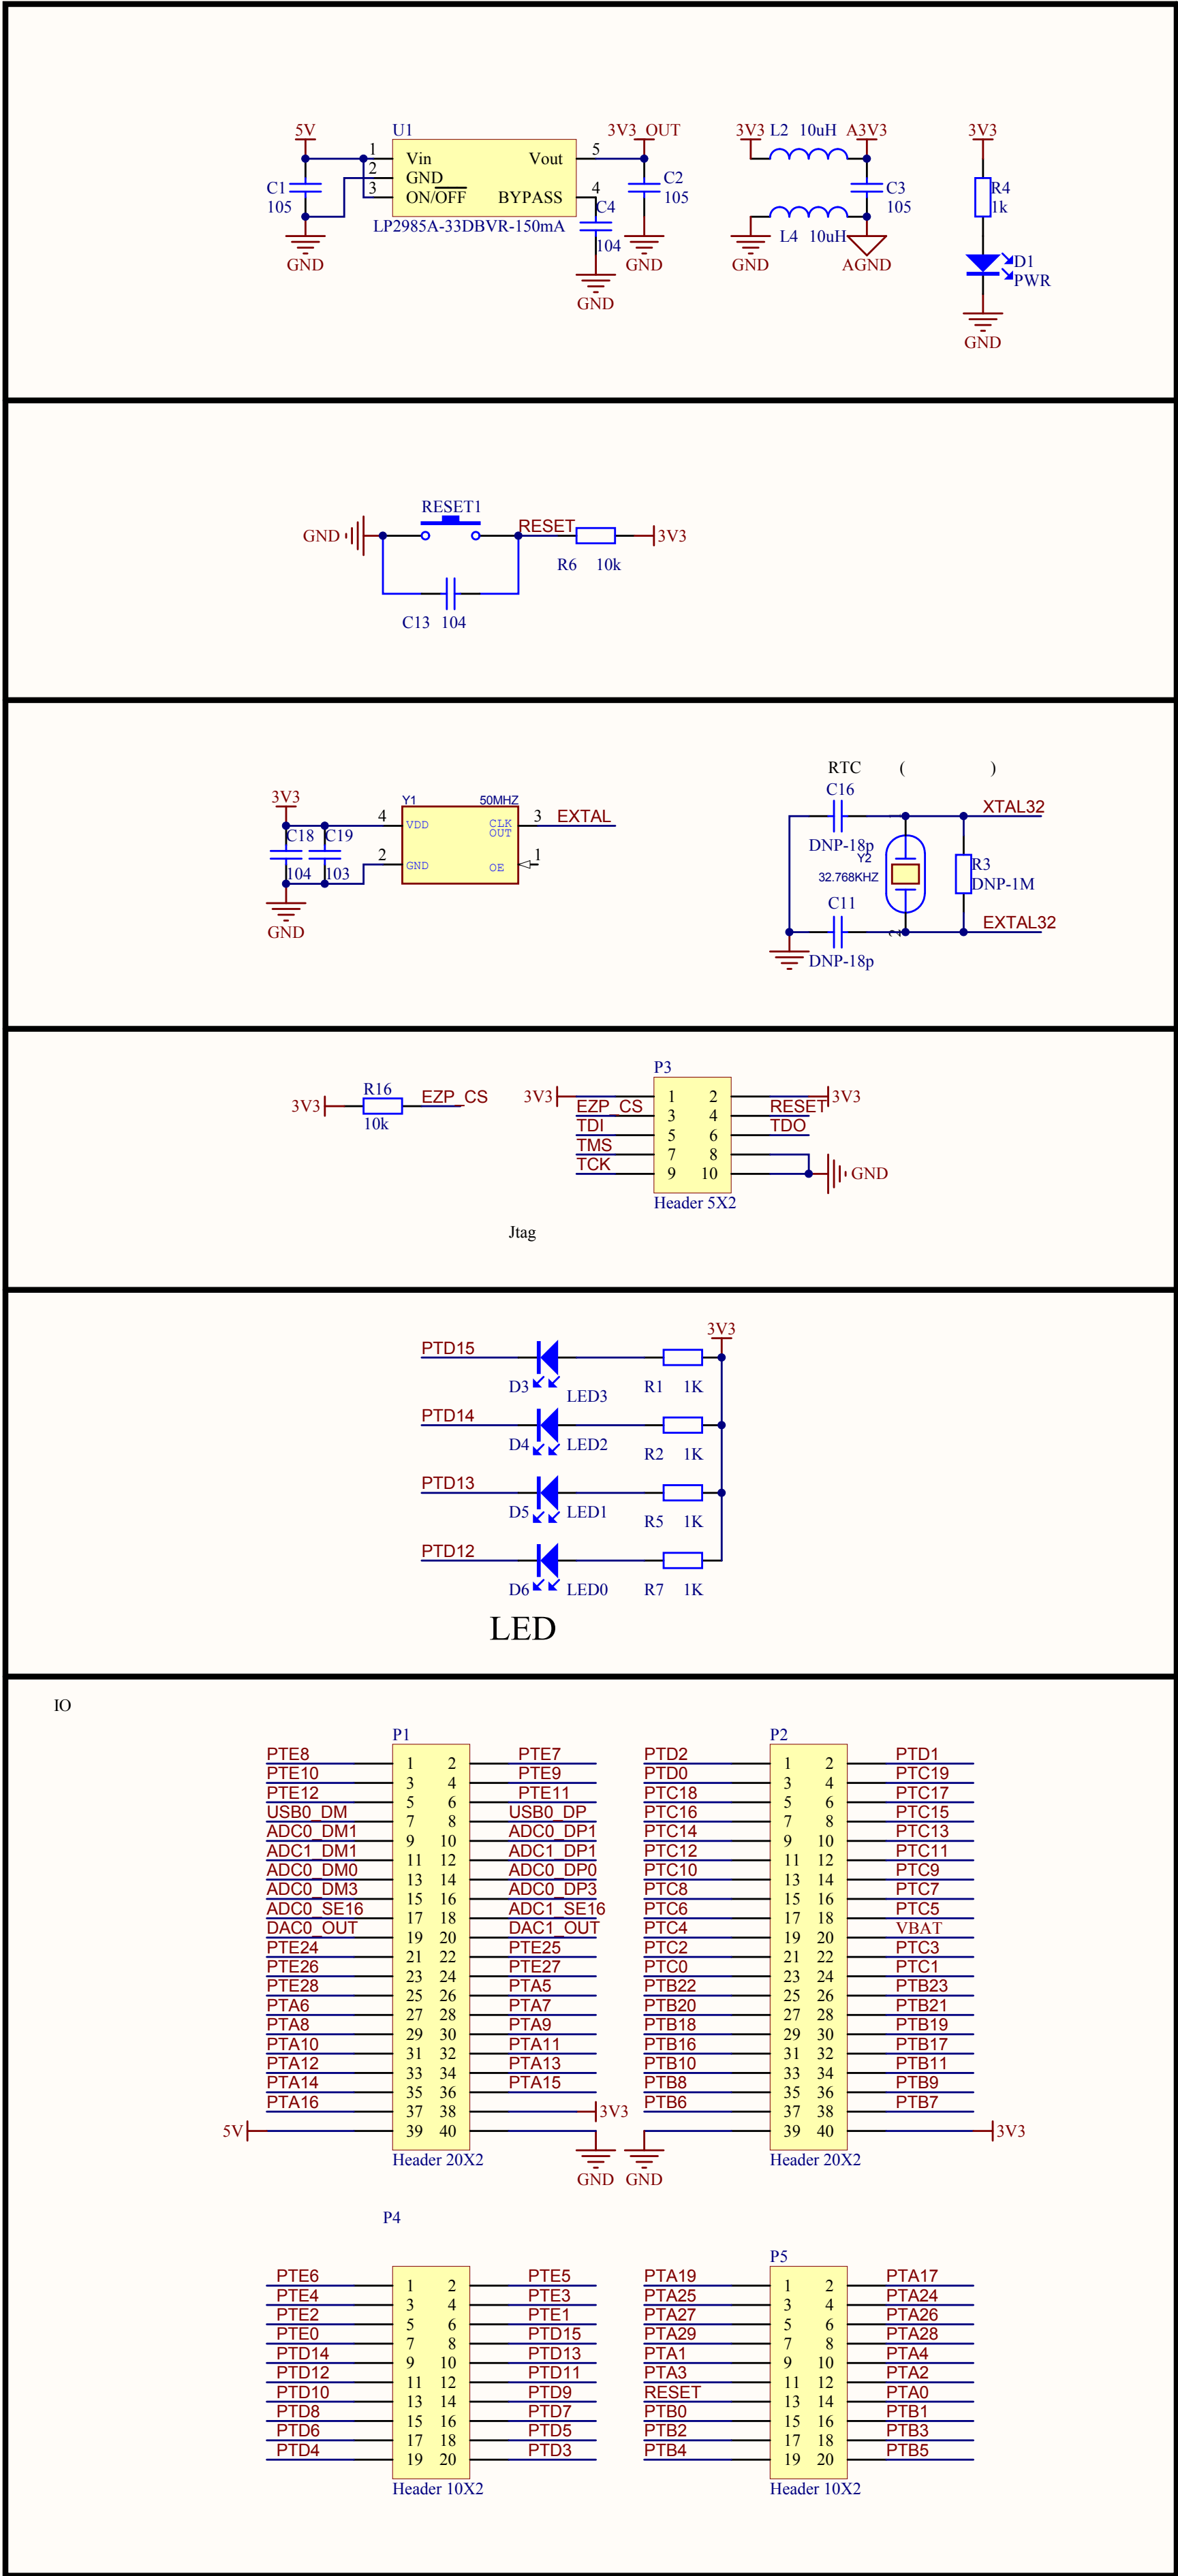 5V U1 3V3_OUT 3V3 L2 10uH A3V3 3V3
1 Vin Vout 5
2 GND
C1 105 3 ON/OFF BYPASS 4 C4 C2 105 C3 105 R4 1k
LP2985A-33DBVR-150mA 104
L4 10uH
GND GND GND AGND D1
PWR
GND
GND
RESET1
GND RESET 3V3
R6 10k
C13 104
RTC ( )
C16
3V3 Y1 50MHZ XTAL32
4 VDD CLK OUT 3 EXTAL
C18 C19 DNP-18p
Y2
2 GND OE 1 R3
104 103 32.768KHZ DNP-1M
C11
GND EXTAL32
2
DNP-18p
P3
R16 EZP_CS 3V3 1 2 3V3
3V3 EZP_CS 3 4 RESET
10k TDI 5 6 TDO
TMS 7 8
TCK 9 10 GND
Header 5X2
Jtag
3V3
PTD15
D3 LED3 R1 1K
PTD14
D4 LED2 R2 1K
PTD13
D5 LED1 R5 1K
PTD12
D6 LED0 R7 1K
LED
IO
P1 P2
PTE8 1 2 PTE7 PTD2 1 2 PTD1
PTE10 3 4 PTE9 PTD0 3 4 PTC19
PTE12 5 6 PTE11 PTC18 5 6 PTC17
USB0_DM 7 8 USB0_DP PTC16 7 8 PTC15
ADC0_DM1 9 10 ADC0_DP1 PTC14 9 10 PTC13
ADC1_DM1 11 12 ADC1_DP1 PTC12 11 12 PTC11
ADC0_DM0 13 14 ADC0_DP0 PTC10 13 14 PTC9
ADC0_DM3 15 16 ADC0_DP3 PTC8 15 16 PTC7
ADC0_SE16 17 18 ADC1_SE16 PTC6 17 18 PTC5
DAC0_OUT 19 20 DAC1_OUT PTC4 19 20 VBAT
PTE24 21 22 PTE25 PTC2 21 22 PTC3
PTE26 23 24 PTE27 PTC0 23 24 PTC1
PTE28 25 26 PTA5 PTB22 25 26 PTB23
PTA6 27 28 PTA7 PTB20 27 28 PTB21
PTA8 29 30 PTA9 PTB18 29 30 PTB19
PTA10 31 32 PTA11 PTB16 31 32 PTB17
PTA12 33 34 PTA13 PTB10 33 34 PTB11
PTA14 35 36 PTA15 PTB8 35 36 PTB9
PTA16 37 38 3V3 PTB6 37 38 PTB7
5V 39 40 39 40 3V3
Header 20X2 GND GND Header 20X2
P4
P5
PTE6 1 2 PTE5 PTA19 1 2 PTA17
PTE4 3 4 PTE3 PTA25 3 4 PTA24
PTE2 5 6 PTE1 PTA27 5 6 PTA26
PTE0 7 8 PTD15 PTA29 7 8 PTA28
PTD14 9 10 PTD13 PTA1 9 10 PTA4
PTD12 11 12 PTD11 PTA3 11 12 PTA2
PTD10 13 14 PTD9 RESET 13 14 PTA0
PTD8 15 16 PTD7 PTB0 15 16 PTB1
PTD6 17 18 PTD5 PTB2 17 18 PTB3
PTD4 19 20 PTD3 PTB4 19 20 PTB5
Header 10X2 Header 10X2